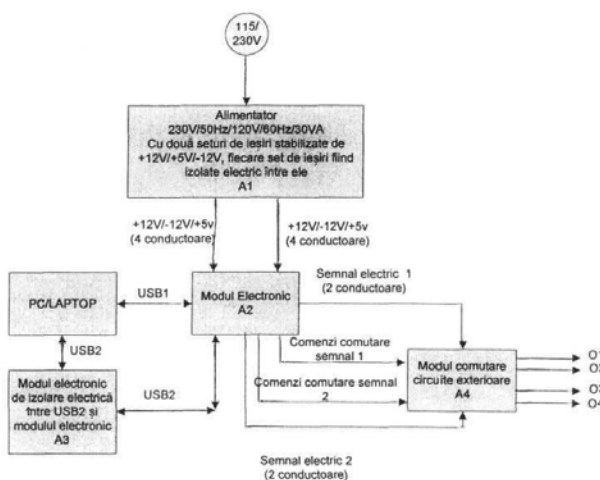 115/
230V
Alimentator
230V/50Hz/120V/60Hz/30VA
Cu două seturi de ieșiri stabilizate de
+12V/+5V/-12V, fiecare set de ieșiri fiind
izolate electric între ele
A1
+12V/-12V/+5v
(4 conductoare)
+12V/-12V/+5v
(4 conductoare)
PC/LAPTOP
USB1
Modul Electronic
A2
Semnal electric 1
(2 conductoare)
USB2
Comenzi comutare
semnal 1
Modul comutare
circuite exterioare
A4
O1
O2
O3
O4
Modul electronic
de izolare electrică
între USB2 și
modulul electronic
A3
USB2
Comenzi comutare semnal
2
Semnal electric 2
(2 conductoare)